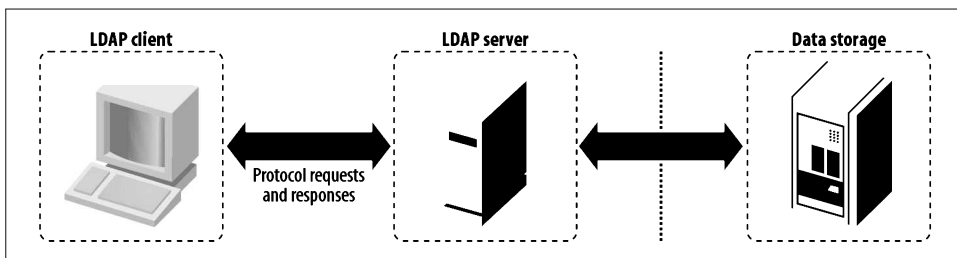 LDAP client
LDAP server
Data storage
Protocol requests
and responses